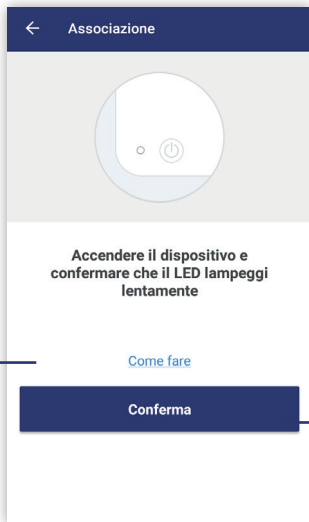 Associazione
Accendere il dispositivo e
confermare che il LED lampeggi
lentamente
Come fare
Conferma